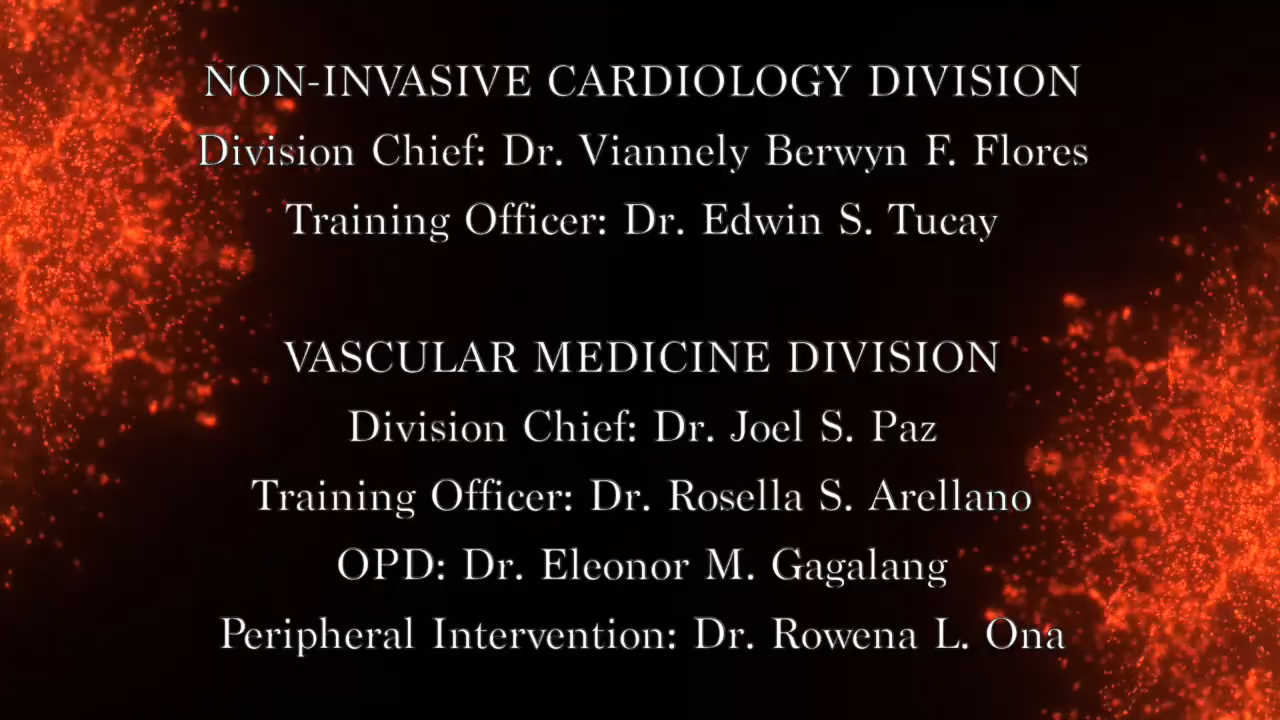 NON-INVASIVE CARDIOLOGY DIVISION
Division Chief: Dr. Viannely Berwyn F. Flores
Training Officer: Dr. Edwin S. Tucay
VASCULAR MEDICINE DIVISION
Division Chief: Dr. Joel S. Paz
Training Officer: Dr. Rosella S. Arellano
OPD: Dr. Eleonor M. Gagalang
Peripheral Intervention: Dr. Rowena L. Ona